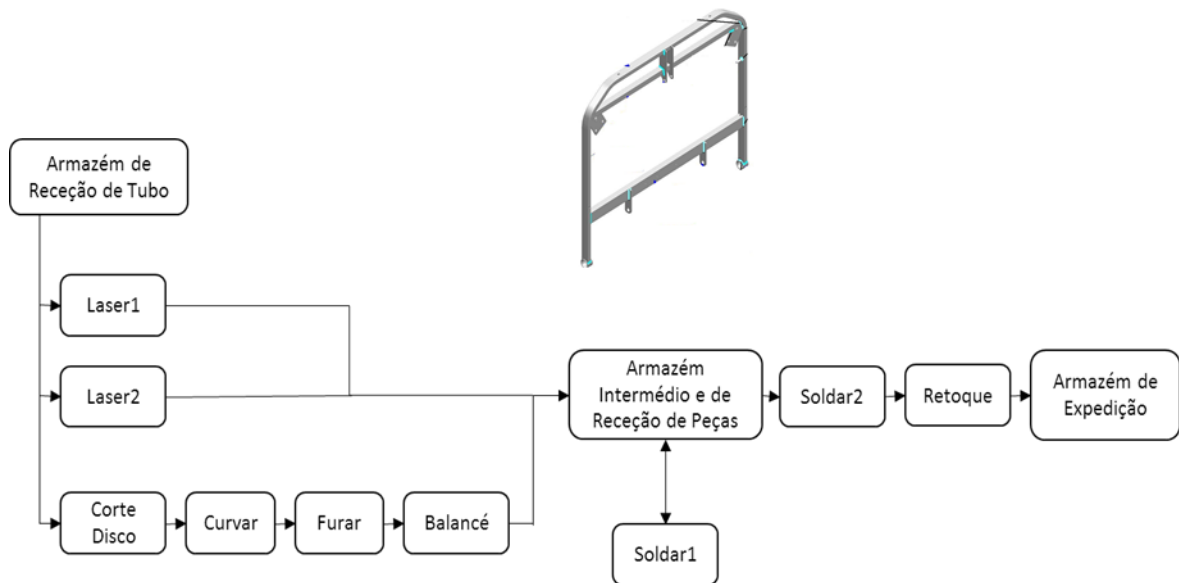 Armazém de
Receção de Tubo
Laser1
Laser2
Armazém
Intermédio e de
Receção de Peças
Soldar2
Retoque
Armazém de
Expedição
Corte
Disco
Curvar
Furar
Balancé
Soldar1